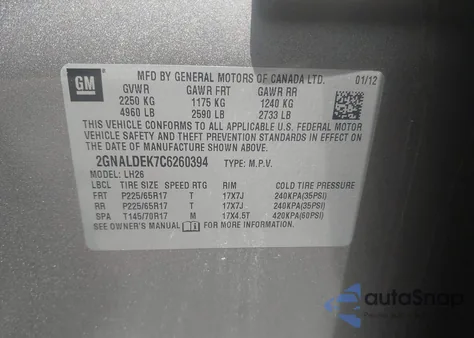 GM
MFD BY GENERAL MOTORS OF CANADA LTD. 01/12
GVWR GAWR FRT GAWR RR
2250 KG 1175 KG 1240 KG
4960 LB 2590 LB 2733 LB
THIS VEHICLE CONFORMS TO ALL APPLICABLE U.S. FEDERAL MOTOR
VEHICLE SAFETY, BUMPER, AND THEFT PREVENTION STANDARDS IN EFFECT ON
THE DATE OF MANUFACTURE SHOWN ABOVE.
2GNALDEK7C6260394 TYPE: M.P.V.
MODEL: LH26
LBCL TIRE SIZE SPEED RTG RIM COLD TIRE PRESSURE
FRT P225/65R17 T 17X7J 240KPA(35PSI)
RR P225/65R17 T 17X7J 240KPA(35PSI)
SPA T145/70R17 M 17X4.5T 420KPA(60PSI)
SEE OWNER'S MANUAL FOR MORE INFORMATION
autoSnap